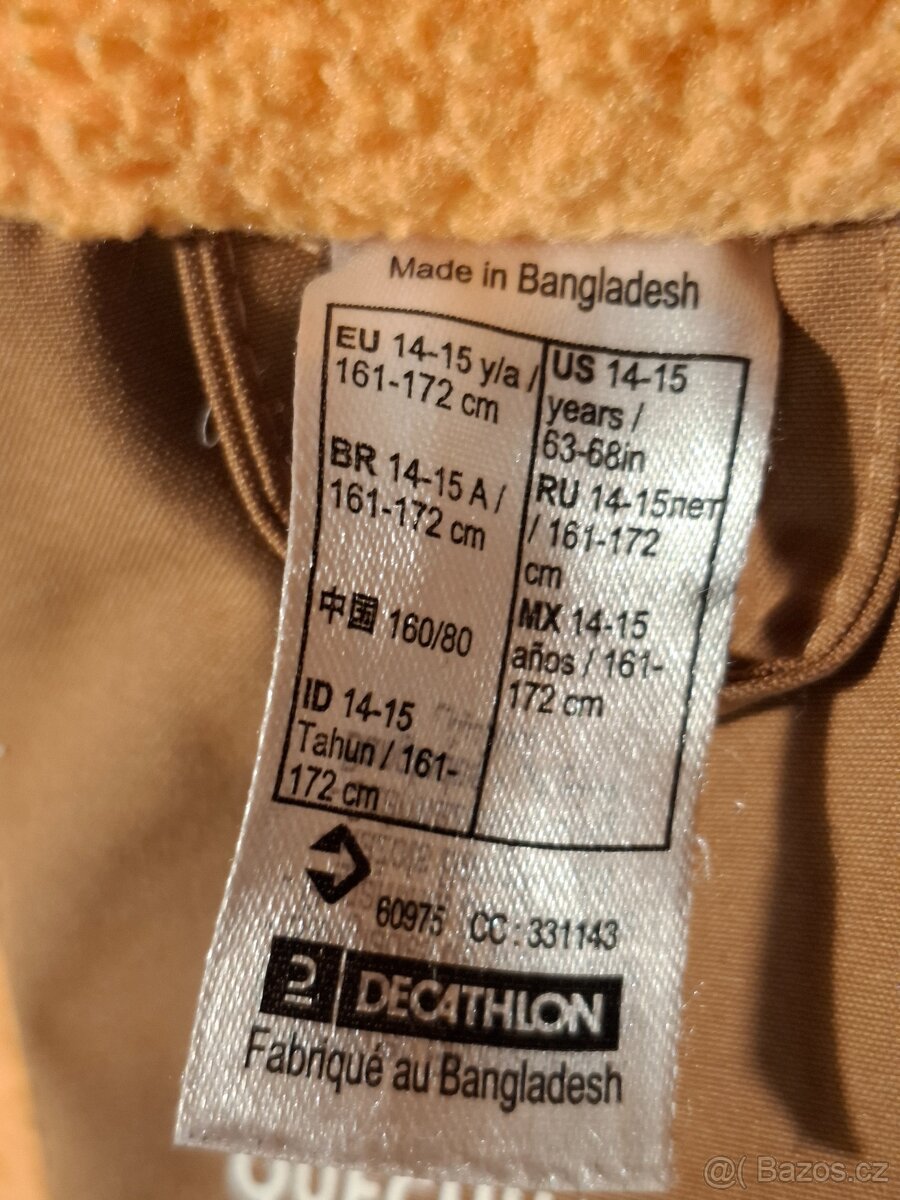 Made in Bangladesh
EU 14-15 y/a /
161-172 cm
BR 14-15 A /
161-172 cm
中国 160/80
ID 14-15
Tahun / 161-
172 cm
US 14-15
years /
63-68in
RU 14-15лет
/ 161-172
cm
MX 14-15
años / 161-
172 cm
60975 CC : 331143
DECATHLON
Fabriqué au Bangladesh
@( Bazos.cz